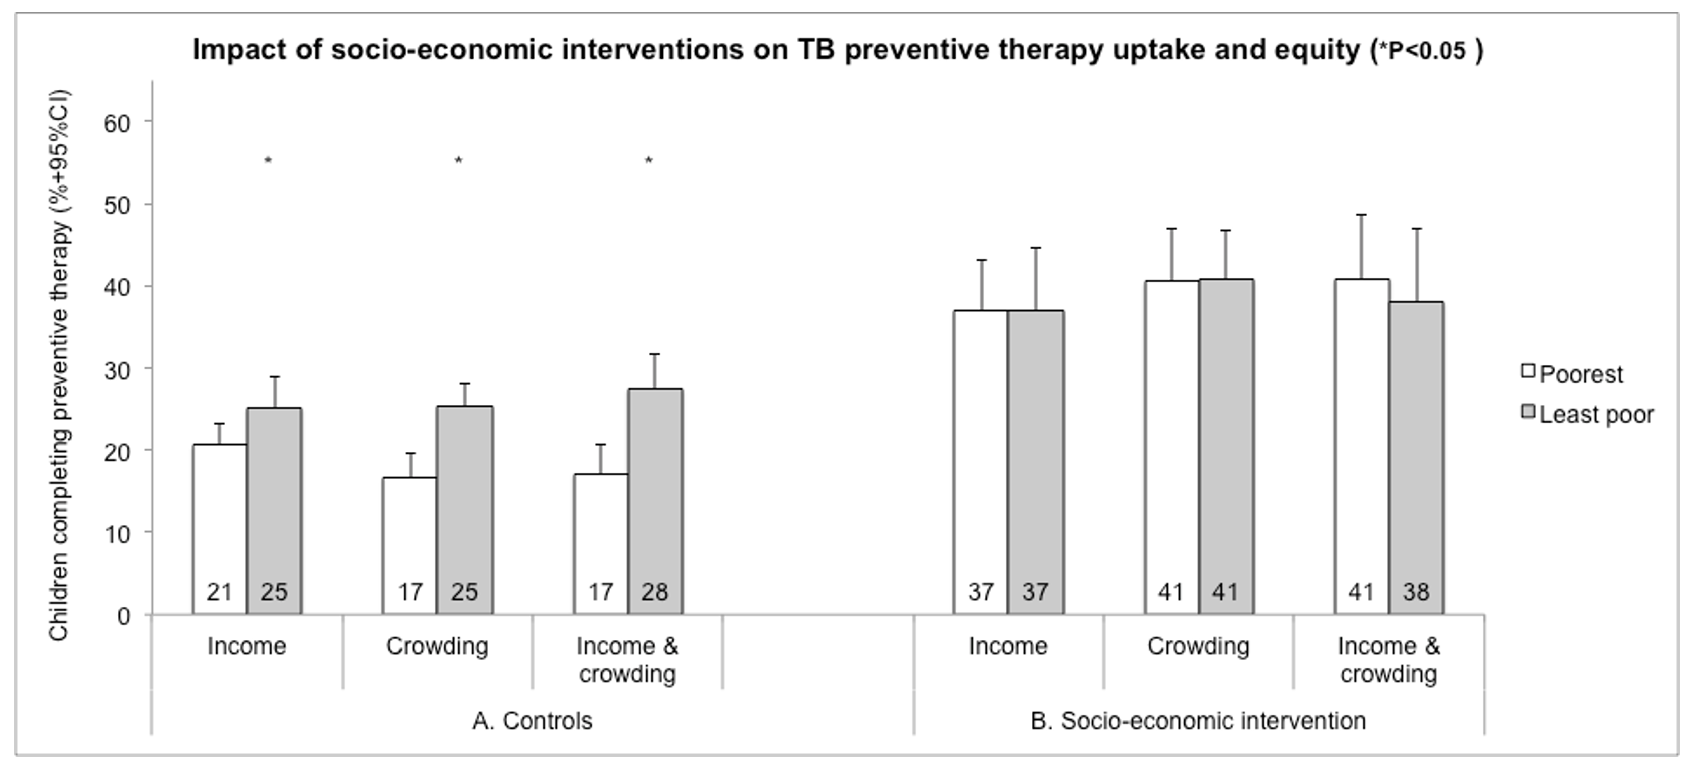 Impact of socio-economic interventions on TB preventive therapy uptake and equity (*P<0.05 )
Children completing preventive therapy (%+95%CI)
60
50
40
30
20
10
0
* * *
21 25 17 25 17 28 37 37 41 41 41 38
Income Crowding Income & Income Crowding Income &
crowding crowding
A. Controls B. Socio-economic intervention
Poorest
Least poor